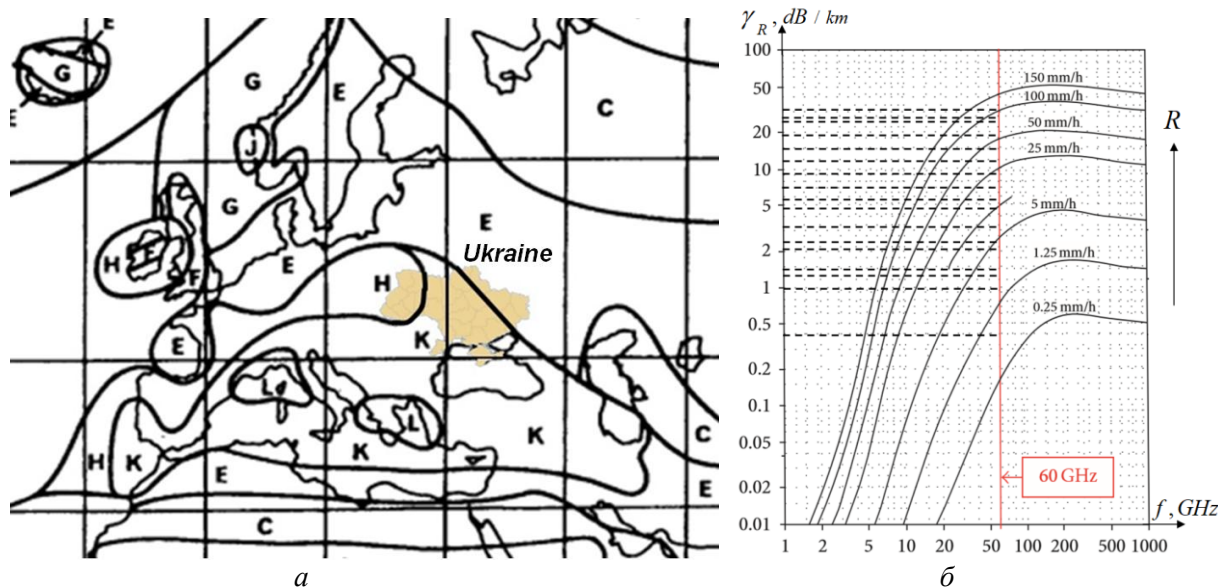 E
G
E
G
E
C
J
G
E
H
F
F
E
Ukraine
H
E
K
L
L
H
K
K
K
C
E
E
C
а
γ_R , dB / km
100
50
20
10
5
2
1
0.5
0.2
0.1
0.05
0.02
0.01
150 mm/h
100 mm/h
50 mm/h
25 mm/h
5 mm/h
1.25 mm/h
0.25 mm/h
R
60 GHz
f , GHz
1 2 5 10 20 50 100 200 500 1000
б